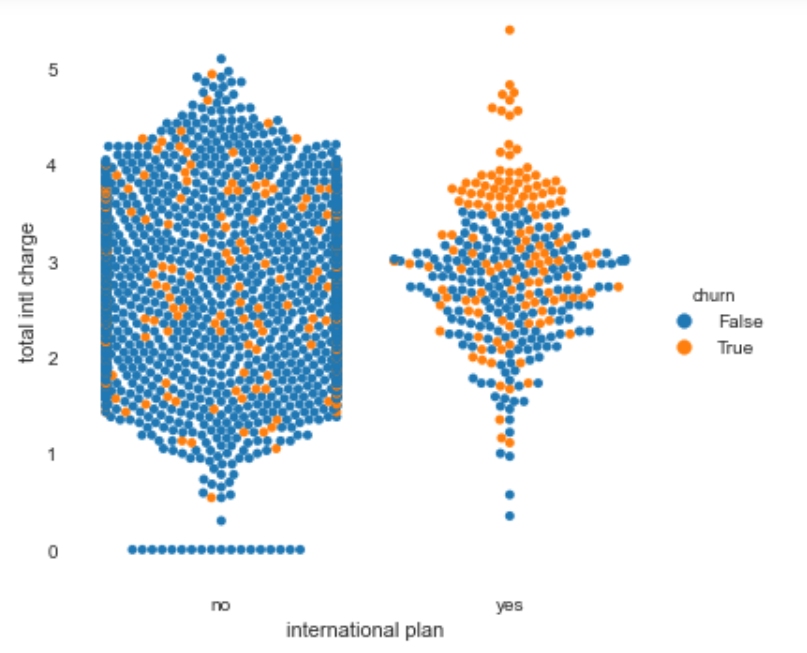 5
4
3
2
1
0
total intl charge
no
yes
international plan
churn
False
True